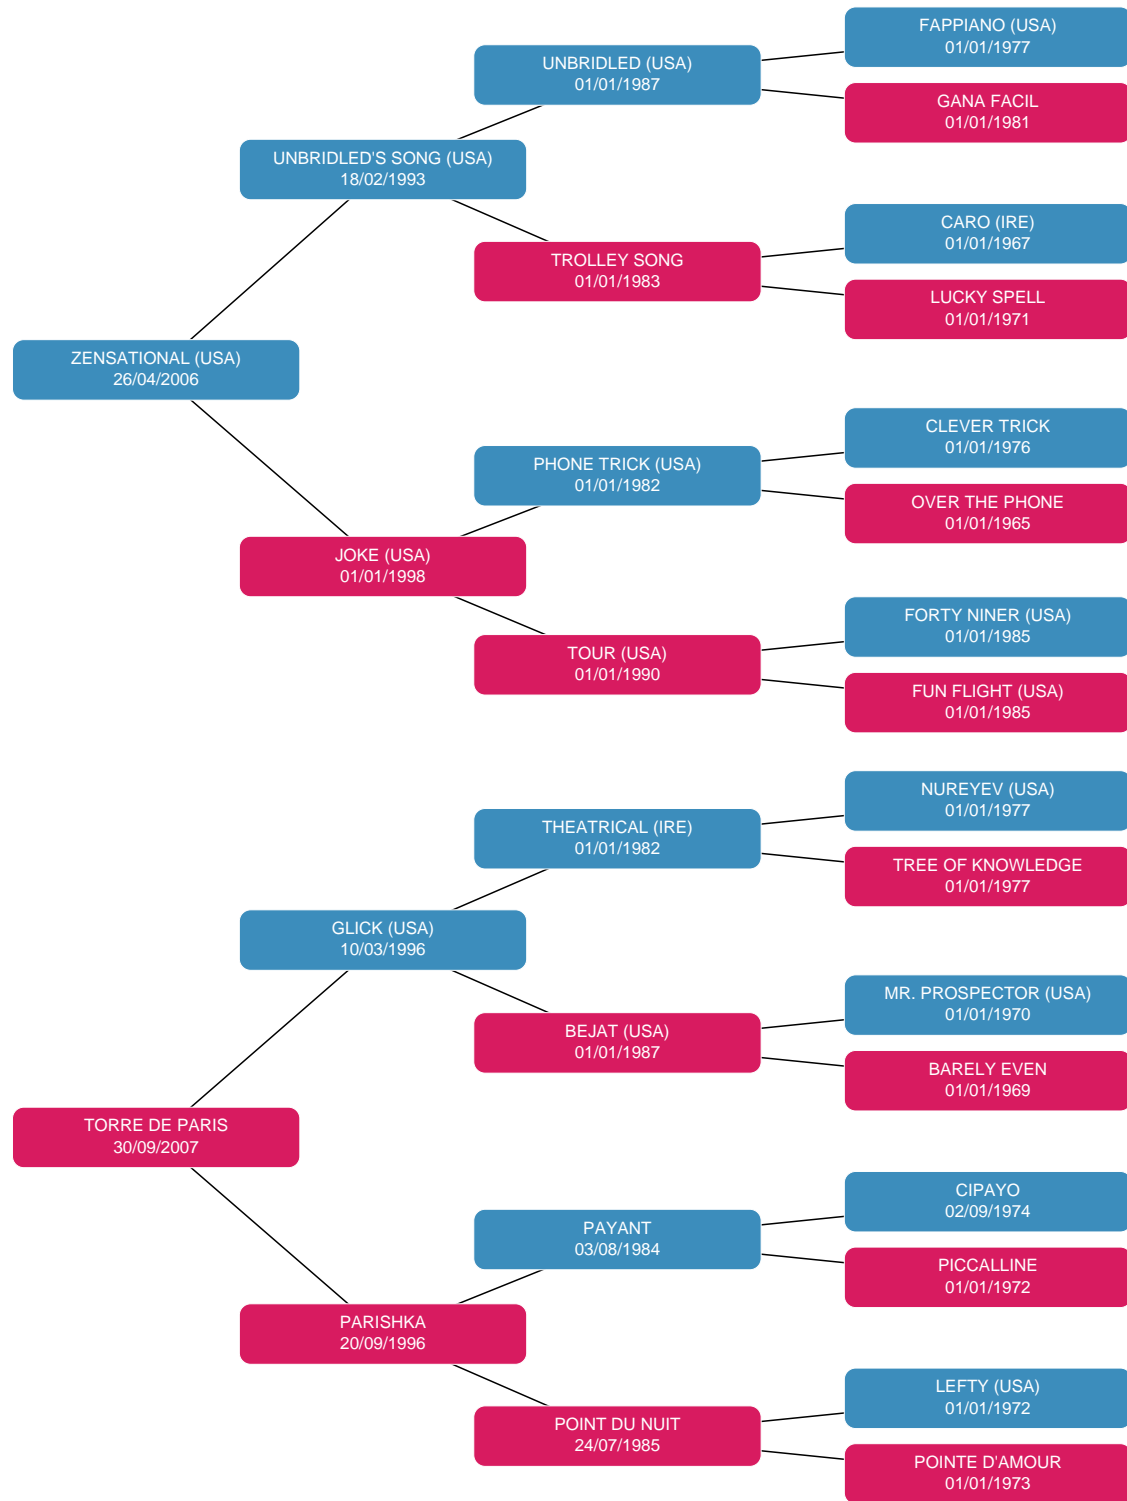 FAPPIANO (USA)
01/01/1977
UNBRIDLED (USA)
01/01/1987
GANA FACIL
01/01/1981
UNBRIDLED'S SONG (USA)
18/02/1993
CARO (IRE)
01/01/1967
TROLLEY SONG
01/01/1983
LUCKY SPELL
01/01/1971
ZENSATIONAL (USA)
26/04/2006
CLEVER TRICK
01/01/1976
PHONE TRICK (USA)
01/01/1982
OVER THE PHONE
01/01/1965
JOKE (USA)
01/01/1998
FORTY NINER (USA)
01/01/1985
TOUR (USA)
01/01/1990
FUN FLIGHT (USA)
01/01/1985
NUREYEV (USA)
01/01/1977
THEATRICAL (IRE)
01/01/1982
TREE OF KNOWLEDGE
01/01/1977
GLICK (USA)
10/03/1996
MR. PROSPECTOR (USA)
01/01/1970
BEJAT (USA)
01/01/1987
BARELY EVEN
01/01/1969
TORRE DE PARIS
30/09/2007
CIPAYO
02/09/1974
PAYANT
03/08/1984
PICCALLINE
01/01/1972
PARISHKA
20/09/1996
LEFTY (USA)
01/01/1972
POINT DU NUIT
24/07/1985
POINTE D'AMOUR
01/01/1973